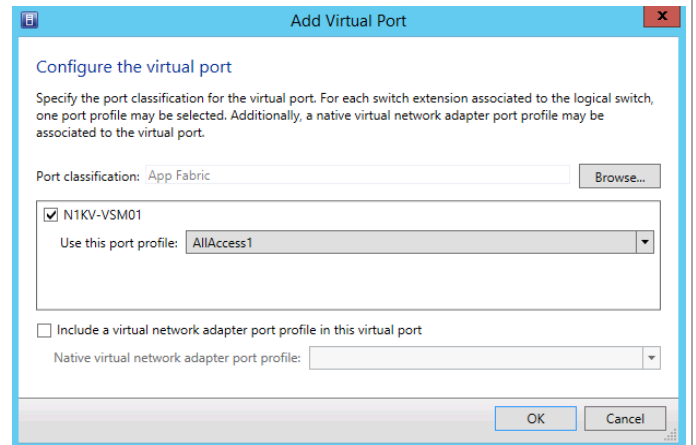 Add Virtual Port
x
Configure the virtual port
Specify the port classification for the virtual port. For each switch extension associated to the logical switch,
one port profile may be selected. Additionally, a native virtual network adapter port profile may be
associated to the virtual port.
Port classification: App Fabric Browse...
N1KV-VSM01
Use this port profile: AllAccess1
Include a virtual network adapter port profile in this virtual port
Native virtual network adapter port profile:
OK Cancel